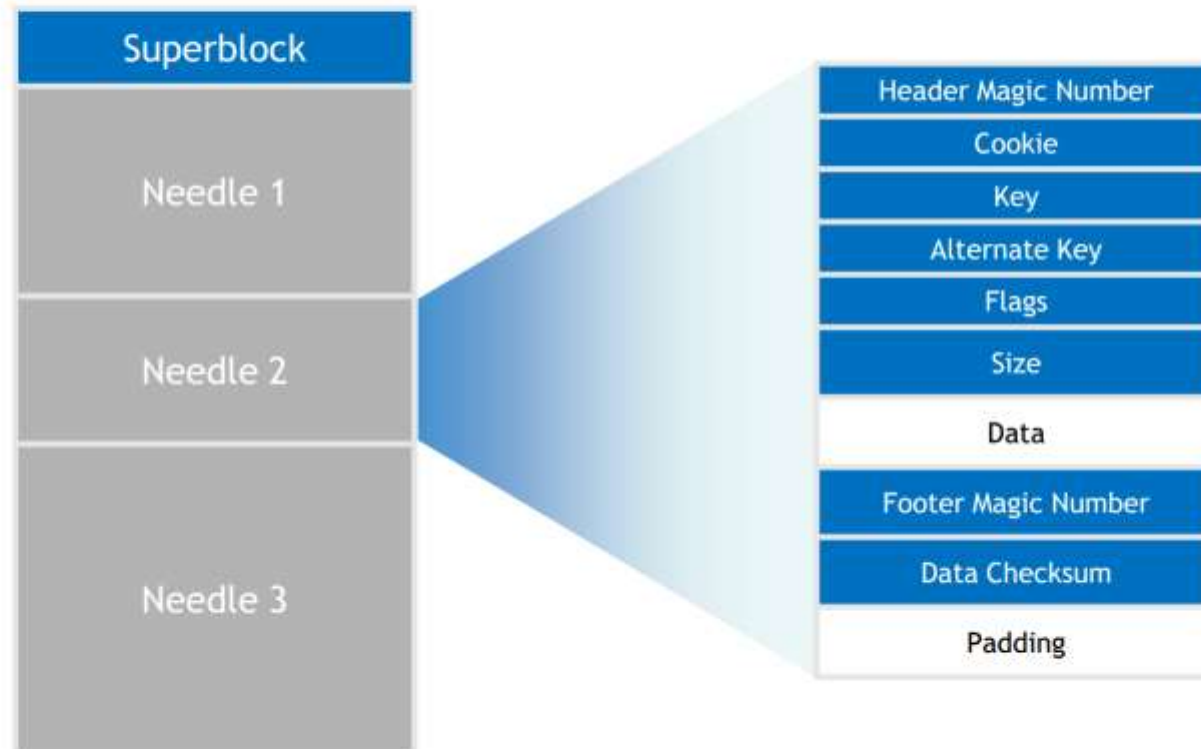 Superblock
Needle 1
Needle 2
Needle 3
Header Magic Number
Cookie
Key
Alternate Key
Flags
Size
Data
Footer Magic Number
Data Checksum
Padding